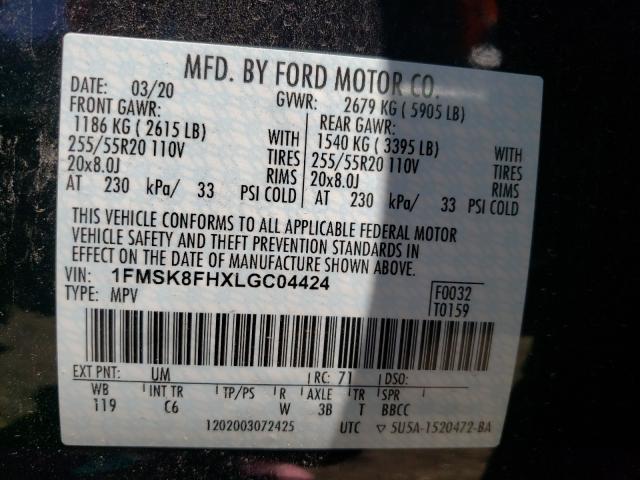 MFD. BY FORD MOTOR CO.
DATE: 03/20 GVWR: 2679 KG ( 5905 LB)
FRONT GAWR: REAR GAWR:
1186 KG ( 2615 LB) WITH 1540 KG ( 3395 LB) WITH
255/55R20 110V TIRES 255/55R20 110V TIRES
20x8.0J RIMS 20x8.0J RIMS
AT 230 kPa/ 33 PSI COLD AT 230 kPa/ 33 PSI COLD
THIS VEHICLE CONFORMS TO ALL APPLICABLE FEDERAL MOTOR
VEHICLE SAFETY AND THEFT PREVENTION STANDARDS IN
EFFECT ON THE DATE OF MANUFACTURE SHOWN ABOVE.
VIN: 1FMSK8FHXLGC04424 F0032
TYPE: MPV T0159
EXT PNT: UM RC: 71 DSO:
WB INT TR TP/PS R AXLE TR SPR
119 C6 W 3B T BBCC
1202003072425 UTC ▽ 5U5A-1520472-BA